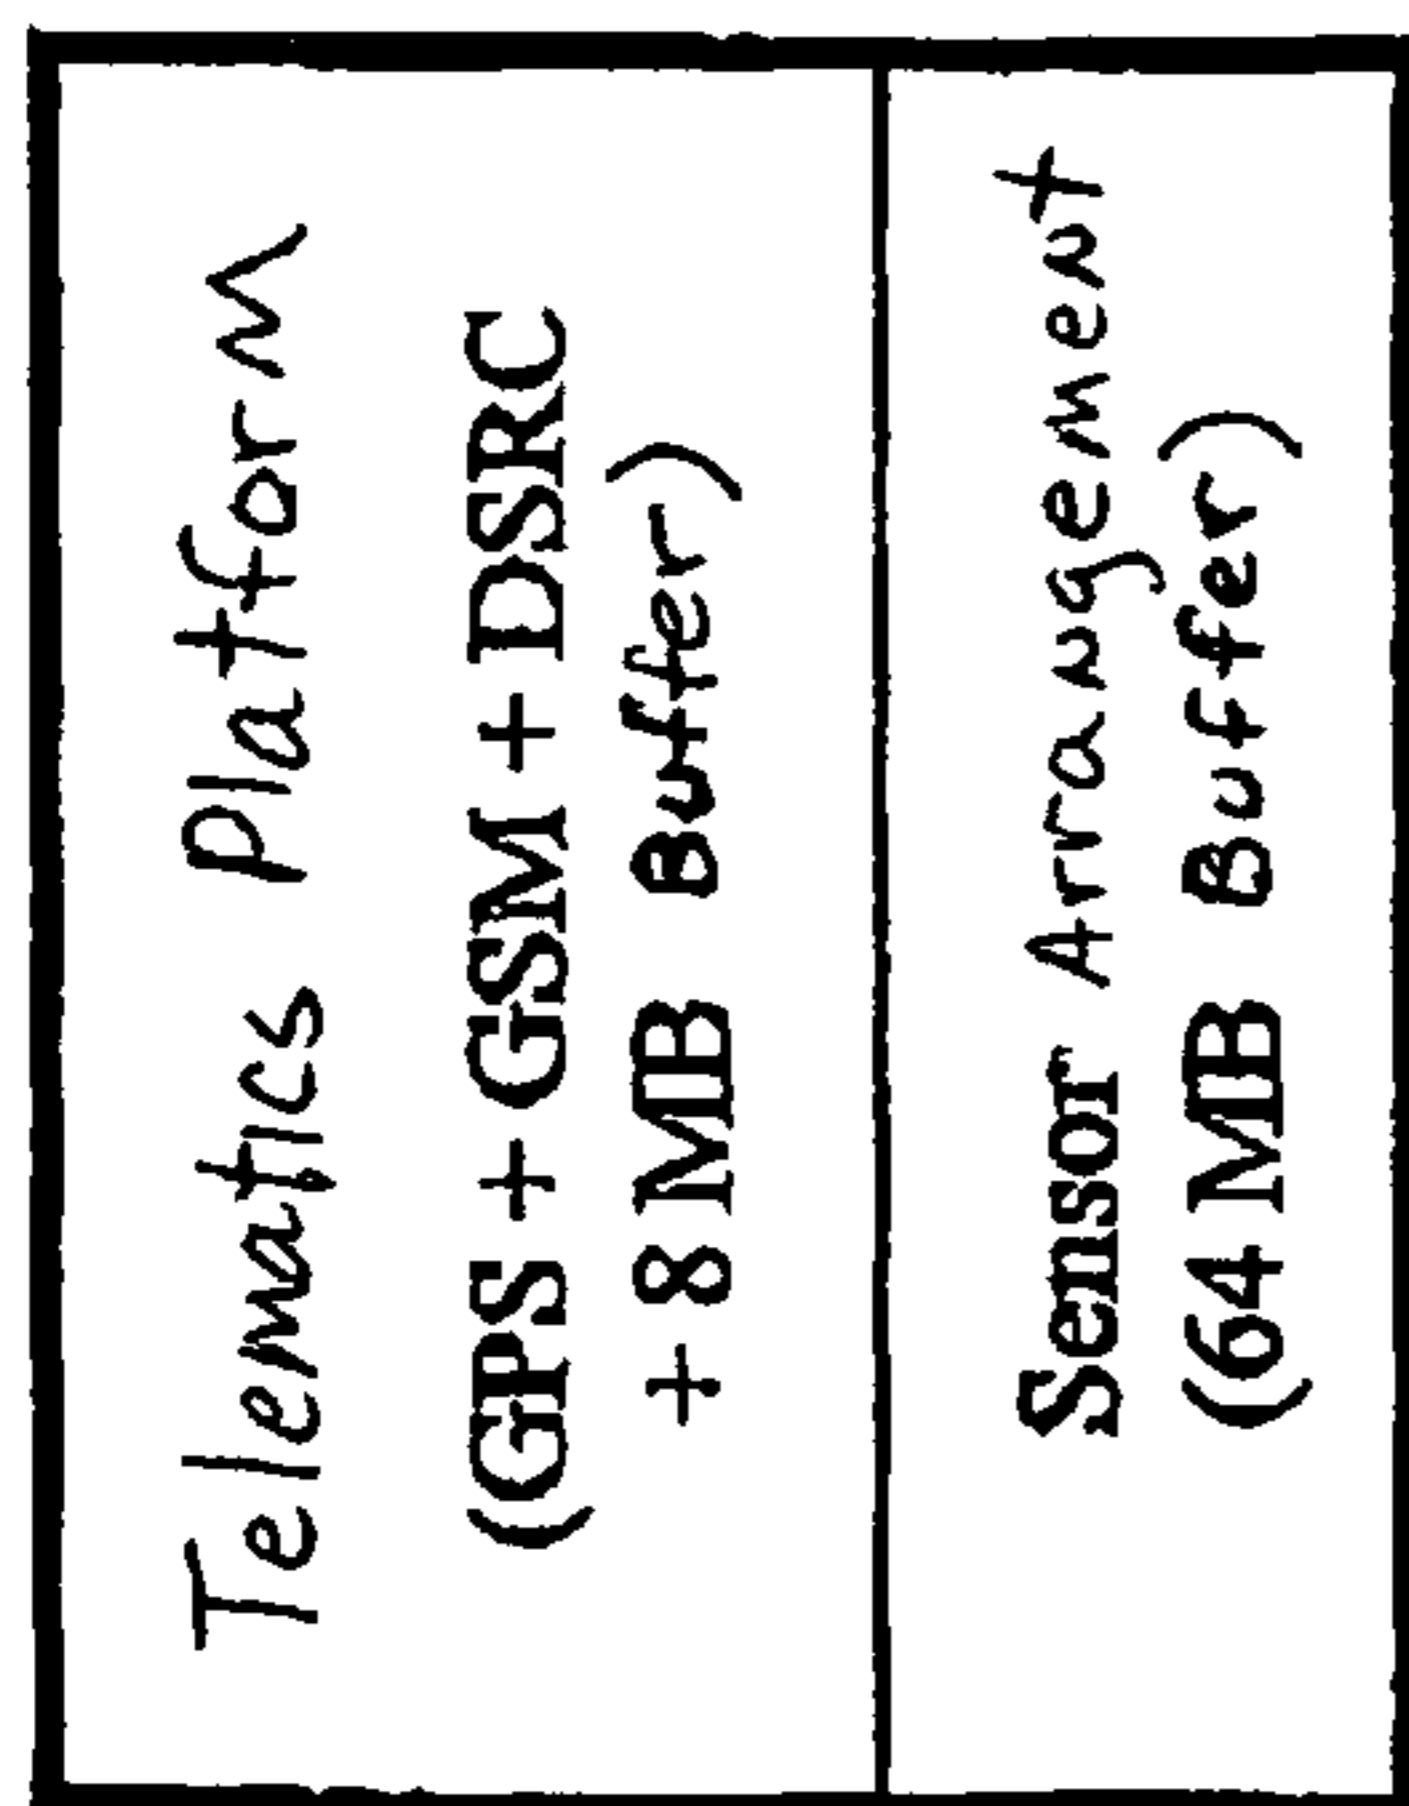 Telematics Platform
(GPS + GSM + DSRC
+ 8 MB Buffer)
Sensor Arrangement
(64 MB Buffer)